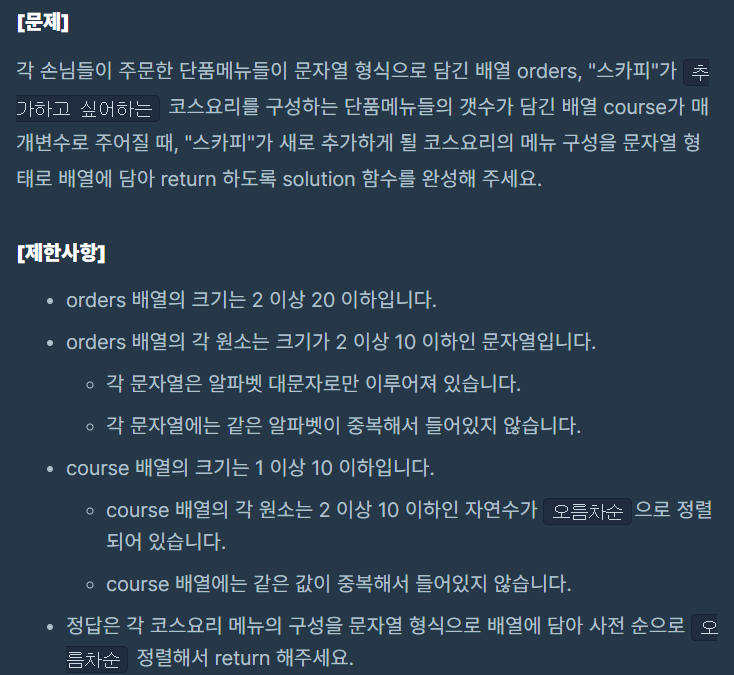 [문제]
각 손님들이 주문한 단품메뉴들이 문자열 형식으로 담긴 배열 orders, "스카피"가 추
가하고 싶어하는 코스요리를 구성하는 단품메뉴들의 갯수가 담긴 배열 course가 매
개변수로 주어질 때, "스카피"가 새로 추가하게 될 코스요리의 메뉴 구성을 문자열 형
태로 배열에 담아 return 하도록 solution 함수를 완성해 주세요.
[제한사항]
• orders 배열의 크기는 2 이상 20 이하입니다.
• orders 배열의 각 원소는 크기가 2 이상 10 이하인 문자열입니다.
◦ 각 문자열은 알파벳 대문자로만 이루어져 있습니다.
◦ 각 문자열에는 같은 알파벳이 중복해서 들어있지 않습니다.
• course 배열의 크기는 1 이상 10 이하입니다.
◦ course 배열의 각 원소는 2 이상 10 이하인 자연수가 오름차순으로 정렬
되어 있습니다.
◦ course 배열에는 같은 값이 중복해서 들어있지 않습니다.
• 정답은 각 코스요리 메뉴의 구성을 문자열 형식으로 배열에 담아 사전 순으로 오
름차순 정렬해서 return 해주세요.